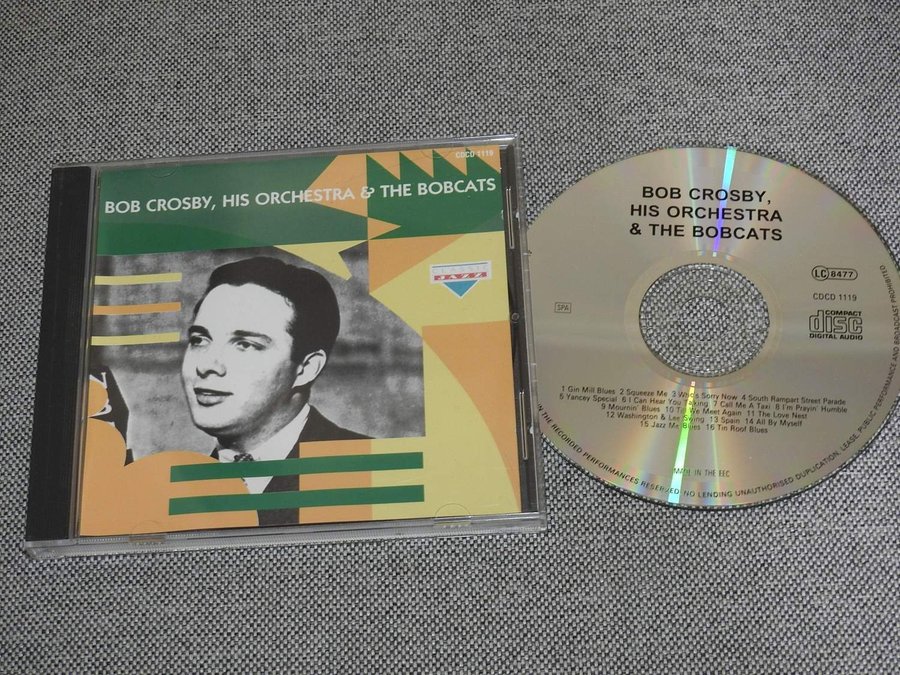 CDCD 1119
BOB CROSBY, HIS ORCHESTRA & THE BOBCATS
CLASSIC
JAZZ
BOB CROSBY,
HIS ORCHESTRA
& THE BOBCATS
LC 8477
SPA
CDCD 1119
COMPACT
disc
DIGITAL AUDIO
1 Gin Mill Blues 2 Squeeze Me 3 Who's Sorry Now 4 South Rampart Street Parade
5 Yancey Special 6 I Can Hear You Talking 7 Call Me A Taxi 8 I'm Prayin' Humble
9 Mournin' Blues 10 Till We Meet Again 11 The Love Nest
12 Washington & Lee Swing 13 Spain 14 All By Myself
15 Jazz Me Blues 16 Tin Roof Blues
MADE IN THE EEC
IN THE RECORDED PERFORMANCES RESERVED. NO LENDING UNAUTHORISED DUPLICATION, LEASE, PUBLIC PERFORMANCE AND BROADCAST PROHIBITED